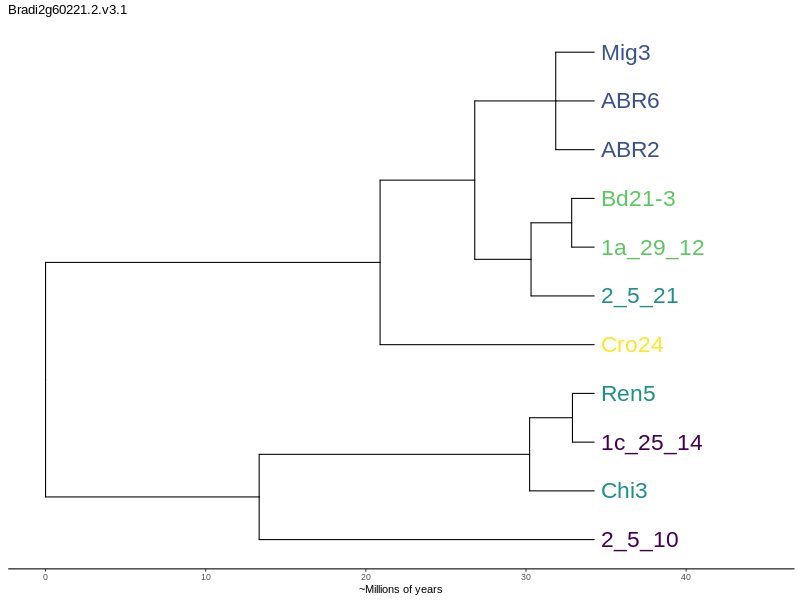 Bradi2g60221.2.v3.1
Mig3
ABR6
ABR2
Bd21-3
1a_29_12
2_5_21
Cro24
Ren5
1c_25_14
Chi3
2_5_10
0 10 20 30 40
~Millions of years